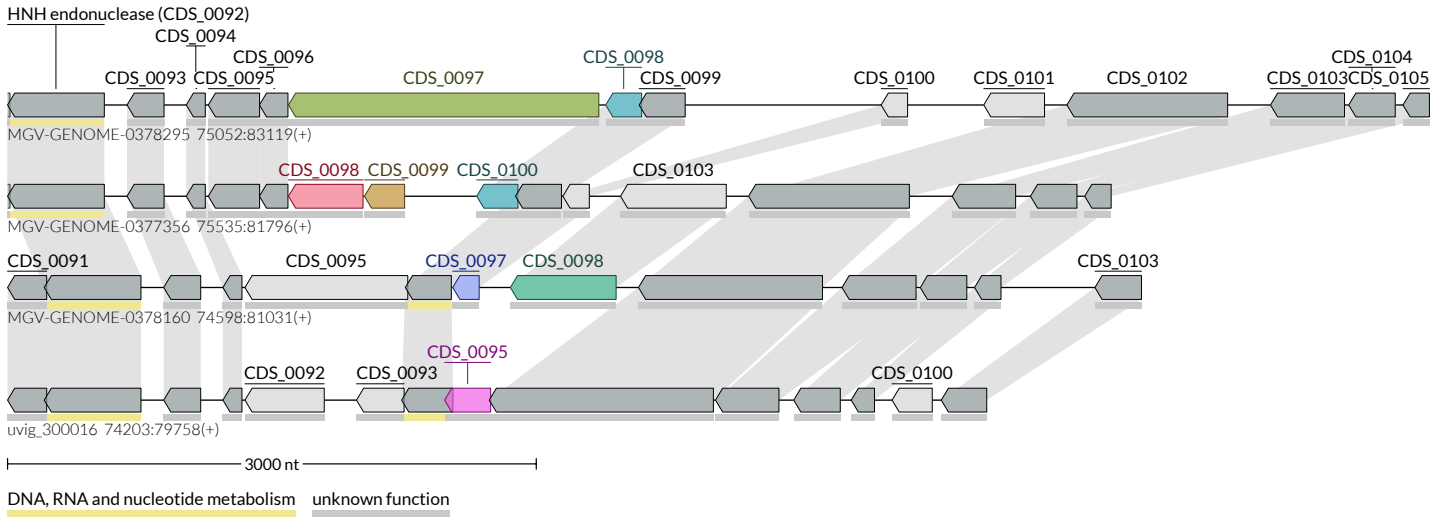 HNH endonuclease (CDS_0092)
CDS_0094
CDS_0096 CDS_0098 CDS_0104
CDS_0093 CDS_0095 CDS_0097 CDS_0099 CDS_0100 CDS_0101 CDS_0102 CDS_0103 CDS_0105
MGV-GENOME-0378295 75052:83119(+)
CDS_0098 CDS_0099 CDS_0100 CDS_0103
MGV-GENOME-0377356 75535:81796(+)
CDS_0091 CDS_0095 CDS_0097 CDS_0098 CDS_0103
MGV-GENOME-0378160 74598:81031(+)
CDS_0095
CDS_0092 CDS_0093 CDS_0100
uvig_300016 74203:79758(+)
3000 nt
DNA, RNA and nucleotide metabolism unknown function